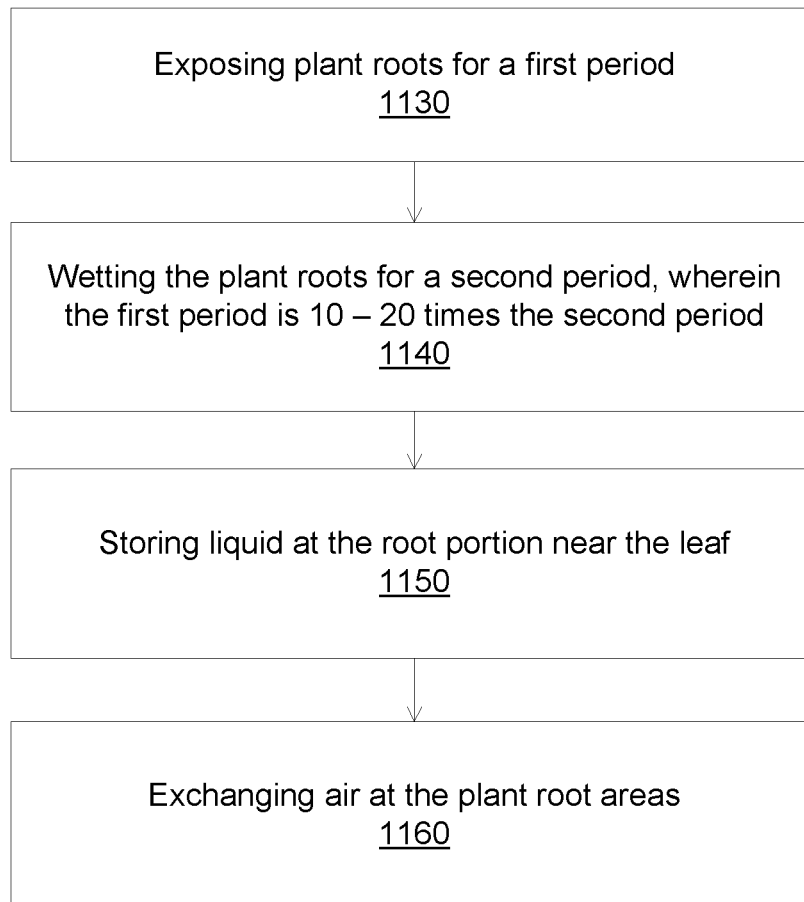 Exposing plant roots for a first period
1130
Wetting the plant roots for a second period, wherein
the first period is 10 – 20 times the second period
1140
Storing liquid at the root portion near the leaf
1150
Exchanging air at the plant root areas
1160